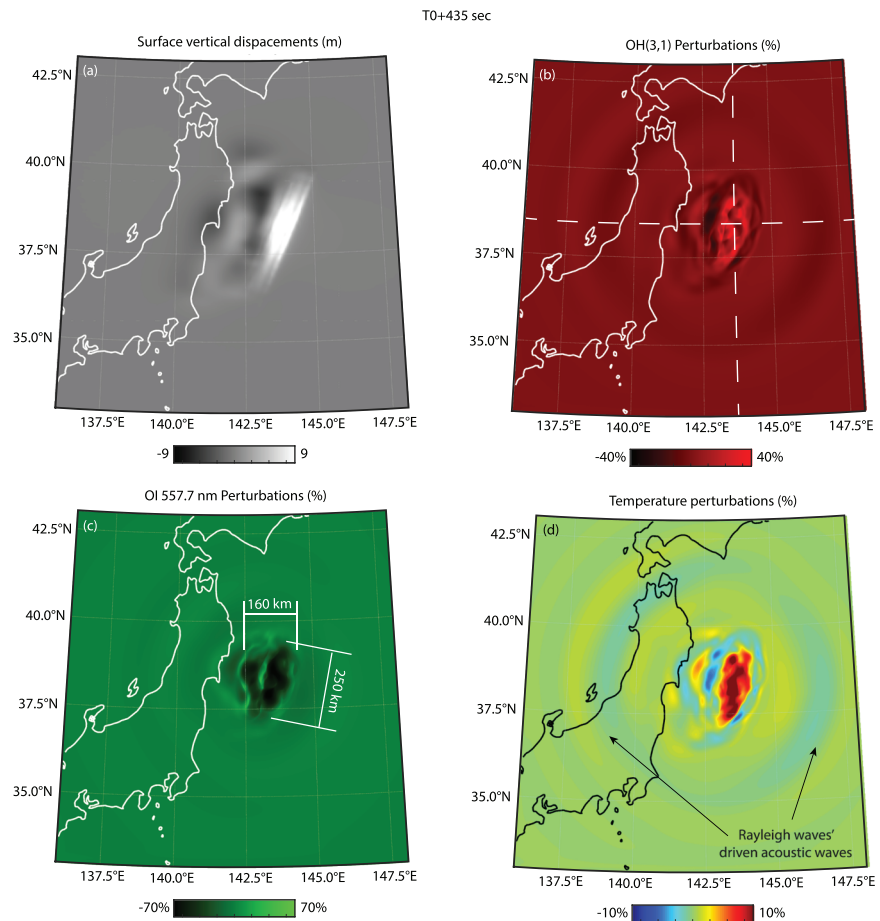 T0+435 sec
Surface vertical dispacements (m)
(a)
42.5°N
40.0°N
37.5°N
35.0°N
137.5°E 140.0°E 142.5°E 145.0°E 147.5°E
-9 9
OH(3,1) Perturbations (%)
(b)
42.5°N
40.0°N
37.5°N
35.0°N
137.5°E 140.0°E 142.5°E 145.0°E 147.5°E
-40% 40%
OI 557.7 nm Perturbations (%)
(c)
42.5°N
40.0°N
37.5°N
35.0°N
160 km
250 km
137.5°E 140.0°E 142.5°E 145.0°E 147.5°E
-70% 70%
Temperature perturbations (%)
(d)
42.5°N
40.0°N
37.5°N
35.0°N
Rayleigh waves'
driven acoustic waves
137.5°E 140.0°E 142.5°E 145.0°E 147.5°E
-10% 10%